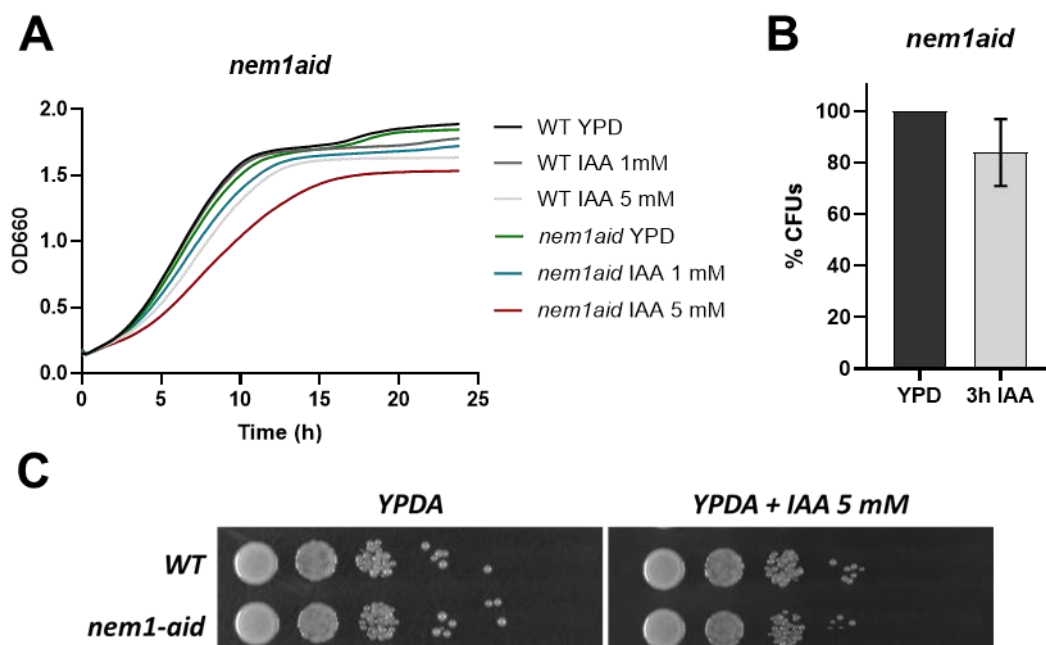 A
nem1aid
OD660
2.0
1.5
1.0
0.5
0.0
0
5
10
15
20
25
Time (h)
WT YPD
WT IAA 1mM
WT IAA 5 mM
nem1aid YPD
nem1aid IAA 1 mM
nem1aid IAA 5 mM
B
nem1aid
% CFUs
100
80
60
40
20
0
YPD
3h IAA
C
YPDA
YPDA + IAA 5 mM
WT
nem1-aid